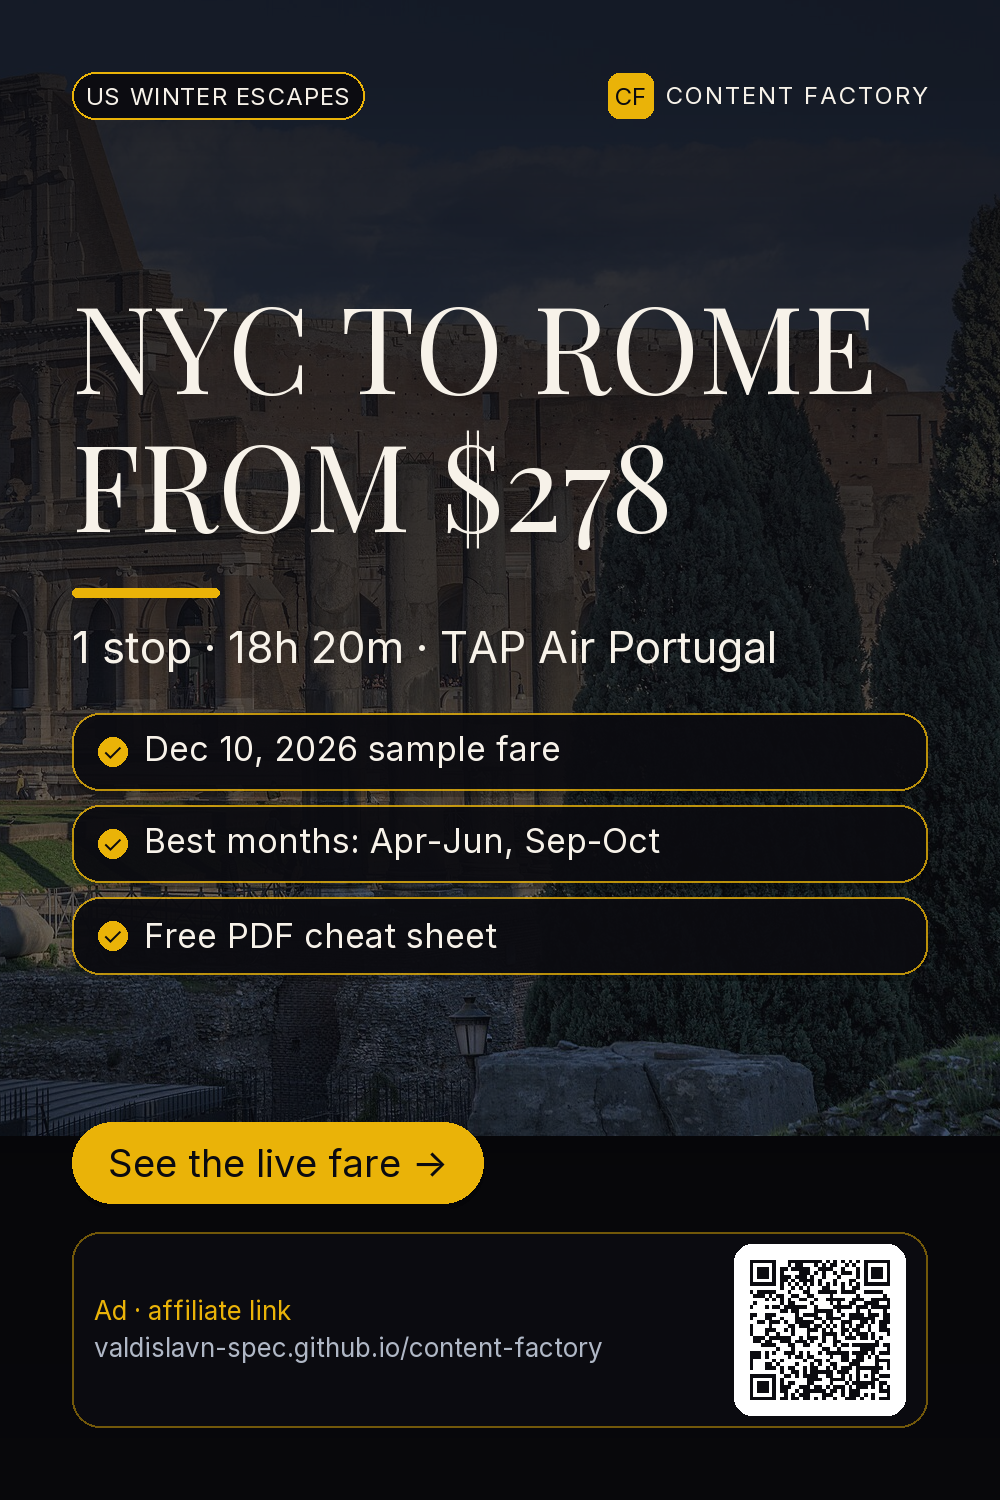 US WINTER ESCAPES
CF CONTENT FACTORY
NYC TO ROME
FROM $278
1 stop · 18h 20m · TAP Air Portugal
Dec 10, 2026 sample fare
Best months: Apr-Jun, Sep-Oct
Free PDF cheat sheet
See the live fare →
Ad · affiliate link
valdislavn-spec.github.io/content-factory